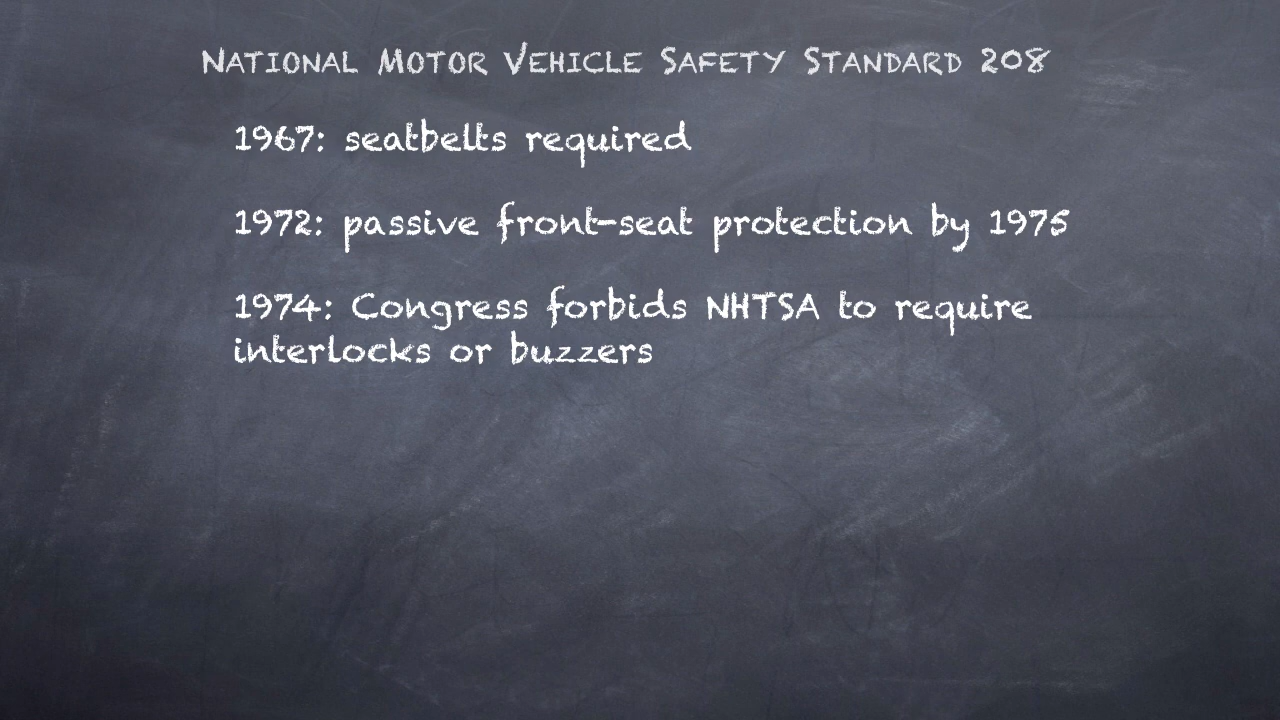 National Motor Vehicle Safety Standard 208
1967: seatbelts required
1972: passive front-seat protection by 1975
1974: Congress forbids NHTSA to require
interlocks or buzzers